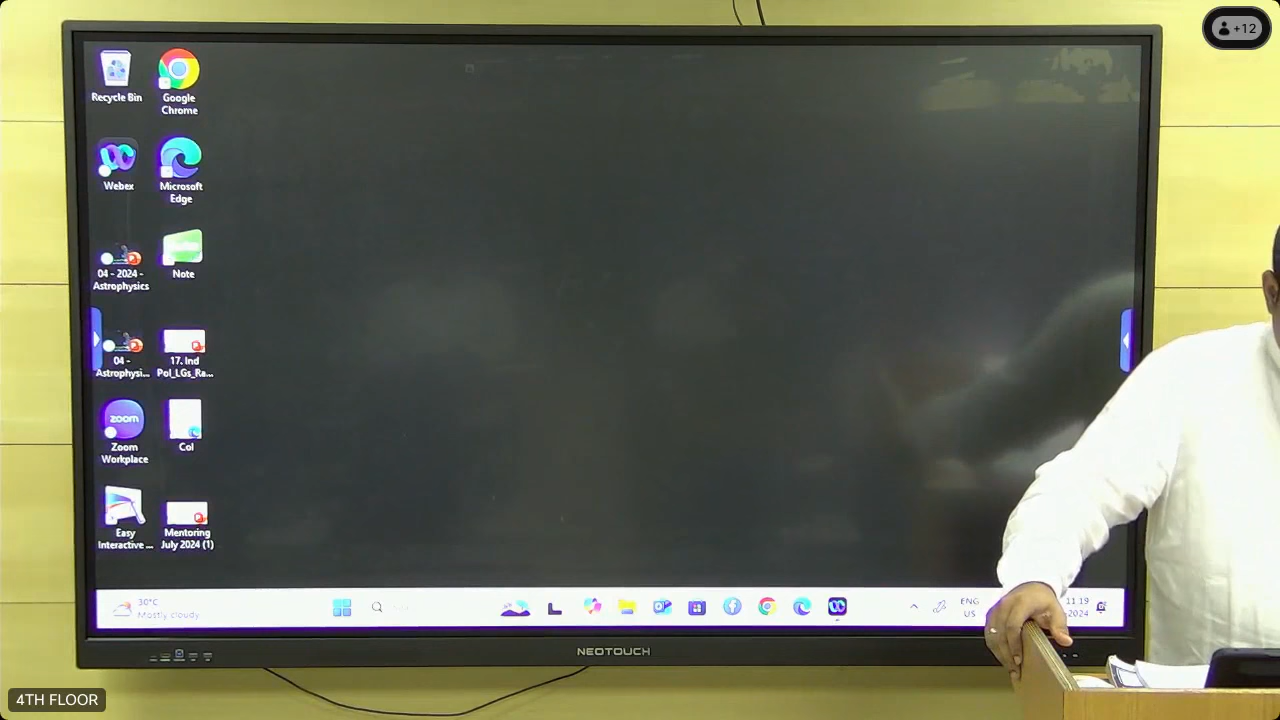 +12
Recycle Bin
Google
Chrome
Webex
Microsoft
Edge
04 - 2024 -
Astrophysics
Note
04 -
Astrophysi...
17. Ind
Pol_LGs_Ra...
zoom
Zoom
Workplace
Col
Easy
Interactive ...
Mentoring
July 2024 (1)
30°C
Mostly cloudy
ENG
US
11 19
2024
NEOTOUCH
4TH FLOOR